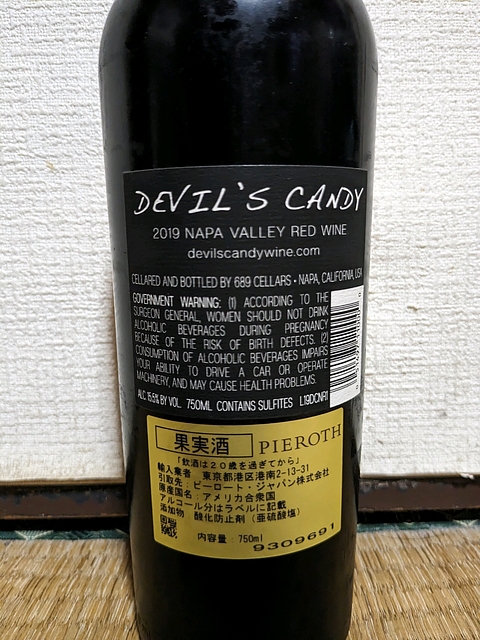 DEVIL'S CANDY
2019 NAPA VALLEY RED WINE
devilscandywine.com
CELLARED AND BOTTLED BY 689 CELLARS • NAPA, CALIFORNIA, USA
GOVERNMENT WARNING: (1) ACCORDING TO THE
SURGEON GENERAL, WOMEN SHOULD NOT DRINK
ALCOHOLIC BEVERAGES DURING PREGNANCY
BECAUSE OF THE RISK OF BIRTH DEFECTS. (2)
CONSUMPTION OF ALCOHOLIC BEVERAGES IMPAIRS
YOUR ABILITY TO DRIVE A CAR OR OPERATE
MACHINERY, AND MAY CAUSE HEALTH PROBLEMS.
ALC. 15.5% BY VOL. 750ML CONTAINS SULFITES L19DCNR1
果実酒 PIEROTH
「飲酒は20歳を過ぎてから」
輸入業者 東京都港区港南2-13-31
引取先：ピーロート・ジャパン株式会社
原産国名：アメリカ合衆国
アルコール分はラベルに記載
添加物 酸化防止剤（亜硫酸塩）
内容量：750ml
9309691